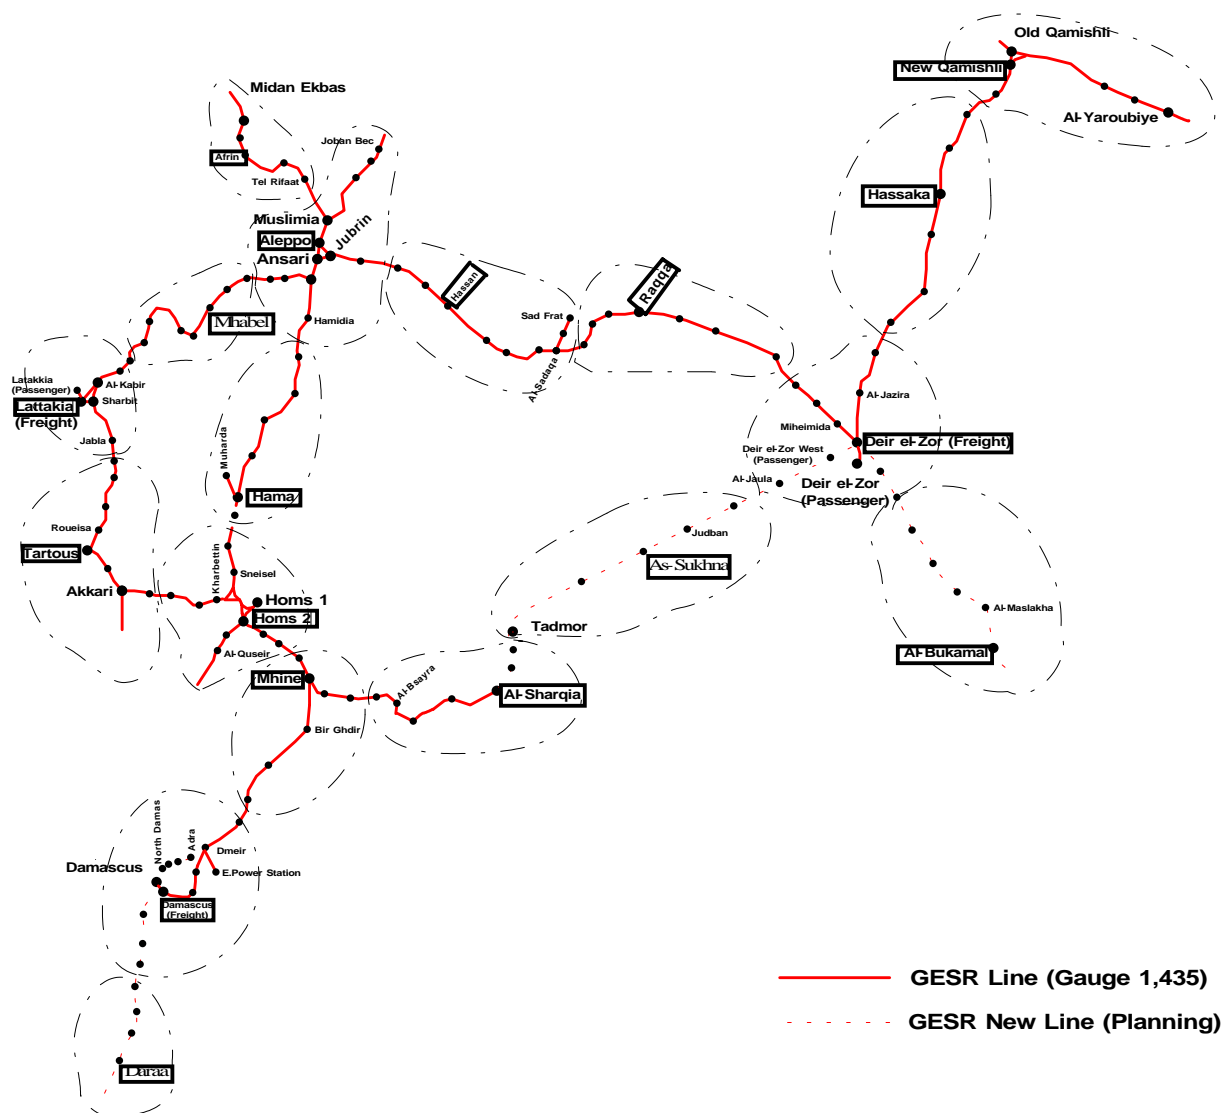 Old Qamishli
New Qamishli
Midan Ekbas
Al-Yaroubiye
Joban Bec
Afrin
Tel Rifaat
Hassaka
Muslimia
Aleppo
Jubrin
Ansari
Hassan
Raqqa
Sad Frat
Mhabel
Hamidia
Al-Sadaqa
Latakkia
(Passenger)
Al-Kabir
Lattakia
(Freight)
Sharbit
Al-Jazira
Miheimida
Jabla
Deir el-Zor (Freight)
Deir el-Zor West
(Passenger)
Muharda
Al-Jaula
Deir el-Zor
(Passenger)
Hama
Roueisa
Judban
Tartous
As-Sukhna
Kharbettin
Sneisel
Akkari
Homs 1
Homs 2
Al-Maslakha
Tadmor
Al-Quseir
Al-Bukamal
Mhine
Al-Bsayra
Al-Sharqia
Bir Ghdir
North Damas
Adra
Dmeir
Damascus
E.Power Station
Damascus
(Freight)
GESR Line (Gauge 1,435)
GESR New Line (Planning)
Daraa